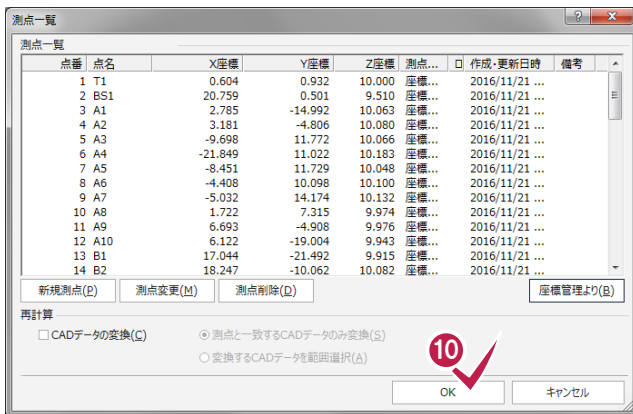 測点一覧
測点一覧
点番 点名 X座標 Y座標 Z座標 測点... ロ 作成・更新日時 備考
1 T1 0.604 0.932 10.000 座標... 2016/11/21 ...
2 BS1 20.759 0.501 9.510 座標... 2016/11/21 ...
3 A1 2.785 -14.992 10.063 座標... 2016/11/21 ...
4 A2 3.181 -4.806 10.080 座標... 2016/11/21 ...
5 A3 -9.698 11.772 10.066 座標... 2016/11/21 ...
6 A4 -21.849 11.022 10.183 座標... 2016/11/21 ...
7 A5 -8.451 11.729 10.048 座標... 2016/11/21 ...
8 A6 -4.408 10.098 10.100 座標... 2016/11/21 ...
9 A7 -5.032 14.174 10.132 座標... 2016/11/21 ...
10 A8 1.722 7.315 9.974 座標... 2016/11/21 ...
11 A9 6.693 -4.908 9.976 座標... 2016/11/21 ...
12 A10 6.122 -19.004 9.943 座標... 2016/11/21 ...
13 B1 17.044 -21.492 9.915 座標... 2016/11/21 ...
14 B2 18.247 -10.062 10.082 座標... 2016/11/21 ...
新規測点(P) 測点変更(M) 測点削除(D) 座標管理より(B)
再計算
CADデータの変換(C) 測点と一致するCADデータのみ変換(S)
変換するCADデータを範囲選択(A)
10
OK キャンセル